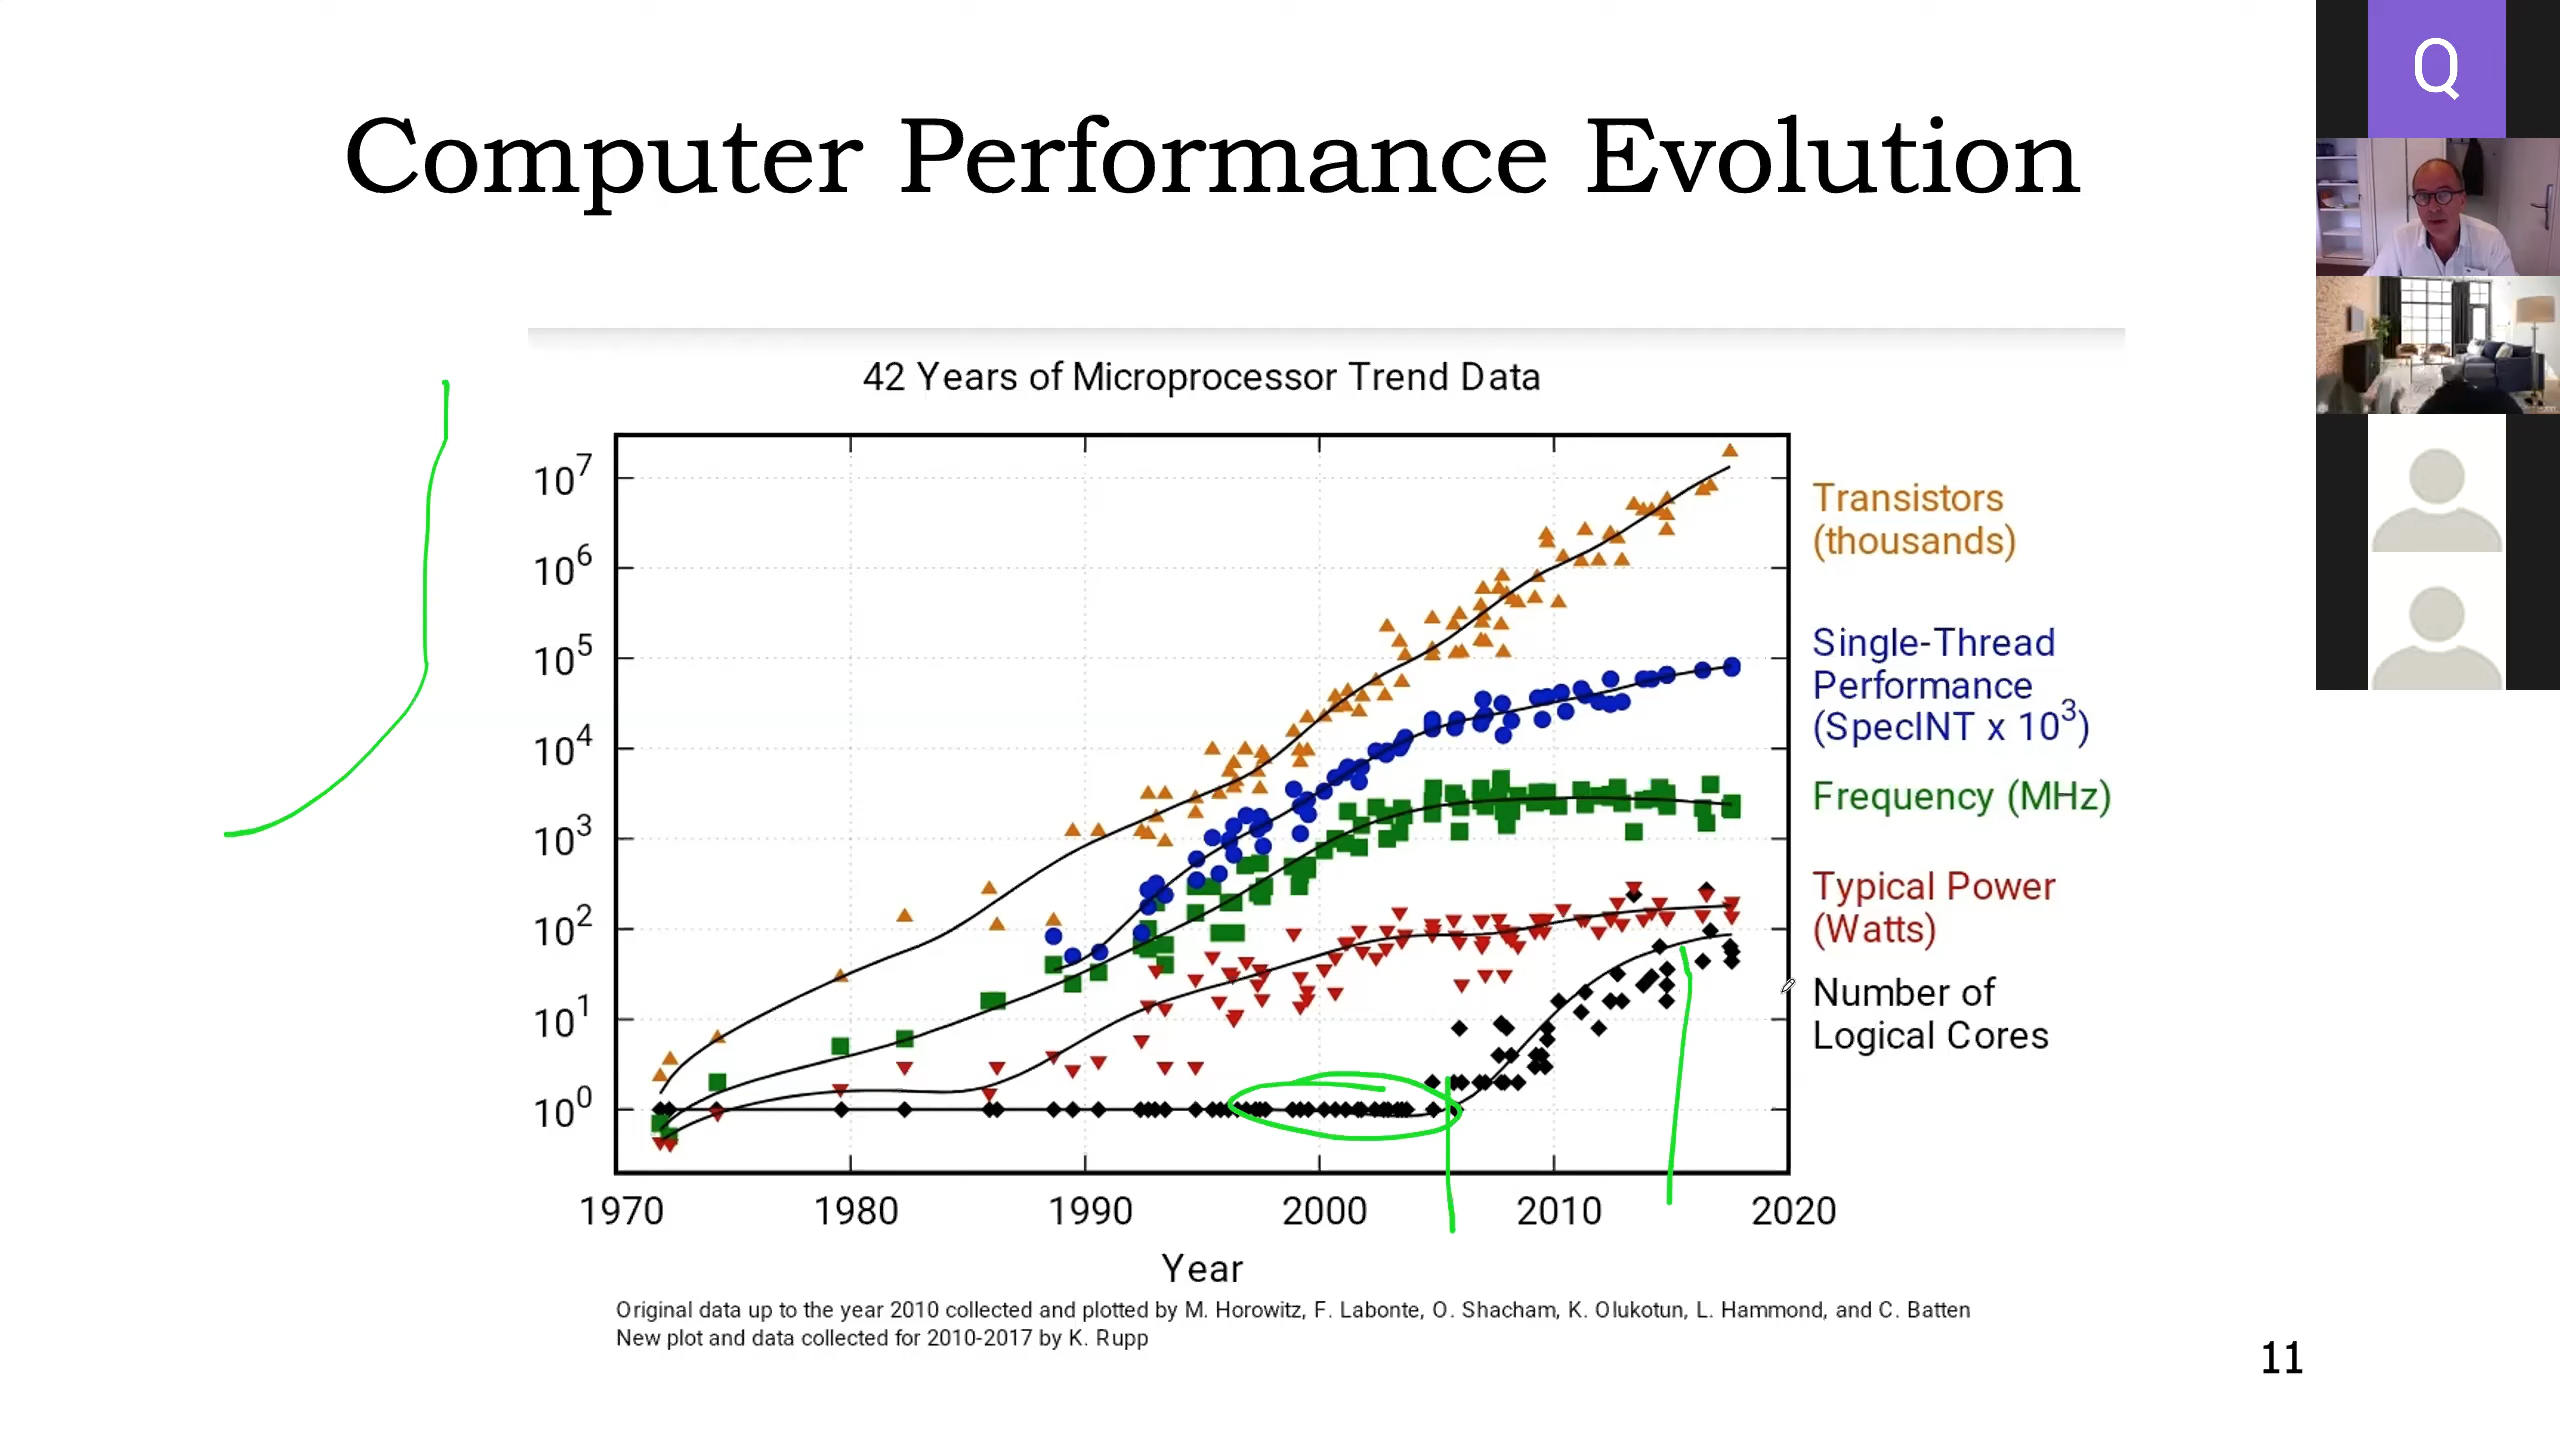 Computer Performance Evolution
Q
42 Years of Microprocessor Trend Data
10^7
10^6
10^5
10^4
10^3
10^2
10^1
10^0
Transistors
(thousands)
Single-Thread
Performance
(SpecINT x 10^3)
Frequency (MHz)
Typical Power
(Watts)
Number of
Logical Cores
1970 1980 1990 2000 2010 2020
Year
Original data up to the year 2010 collected and plotted by M. Horowitz, F. Labonte, O. Shacham, K. Olukotun, L. Hammond, and C. Batten
New plot and data collected for 2010-2017 by K. Rupp
11